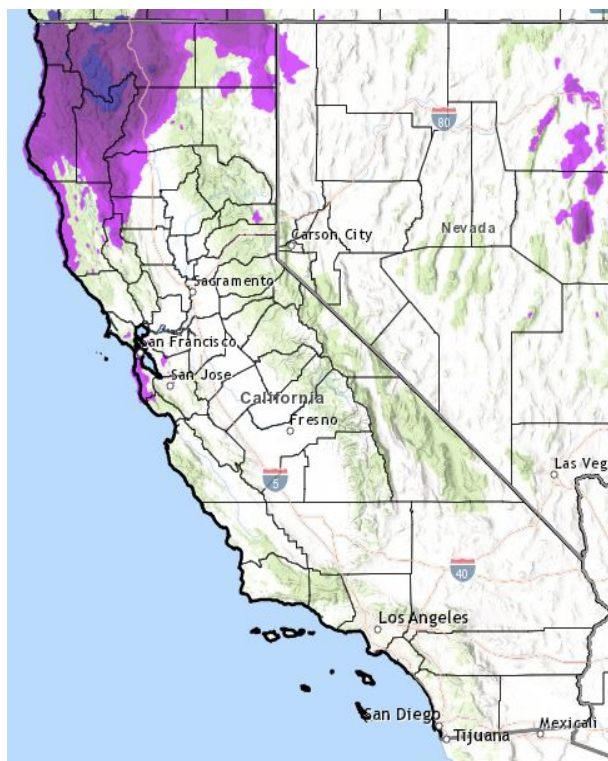 80
Nevada
Carson City
Sacramento
San Francisco
San Jose
California
Fresno
5
Las Veg
40
Los Angeles
San Diego
Tijuana
Mexicali